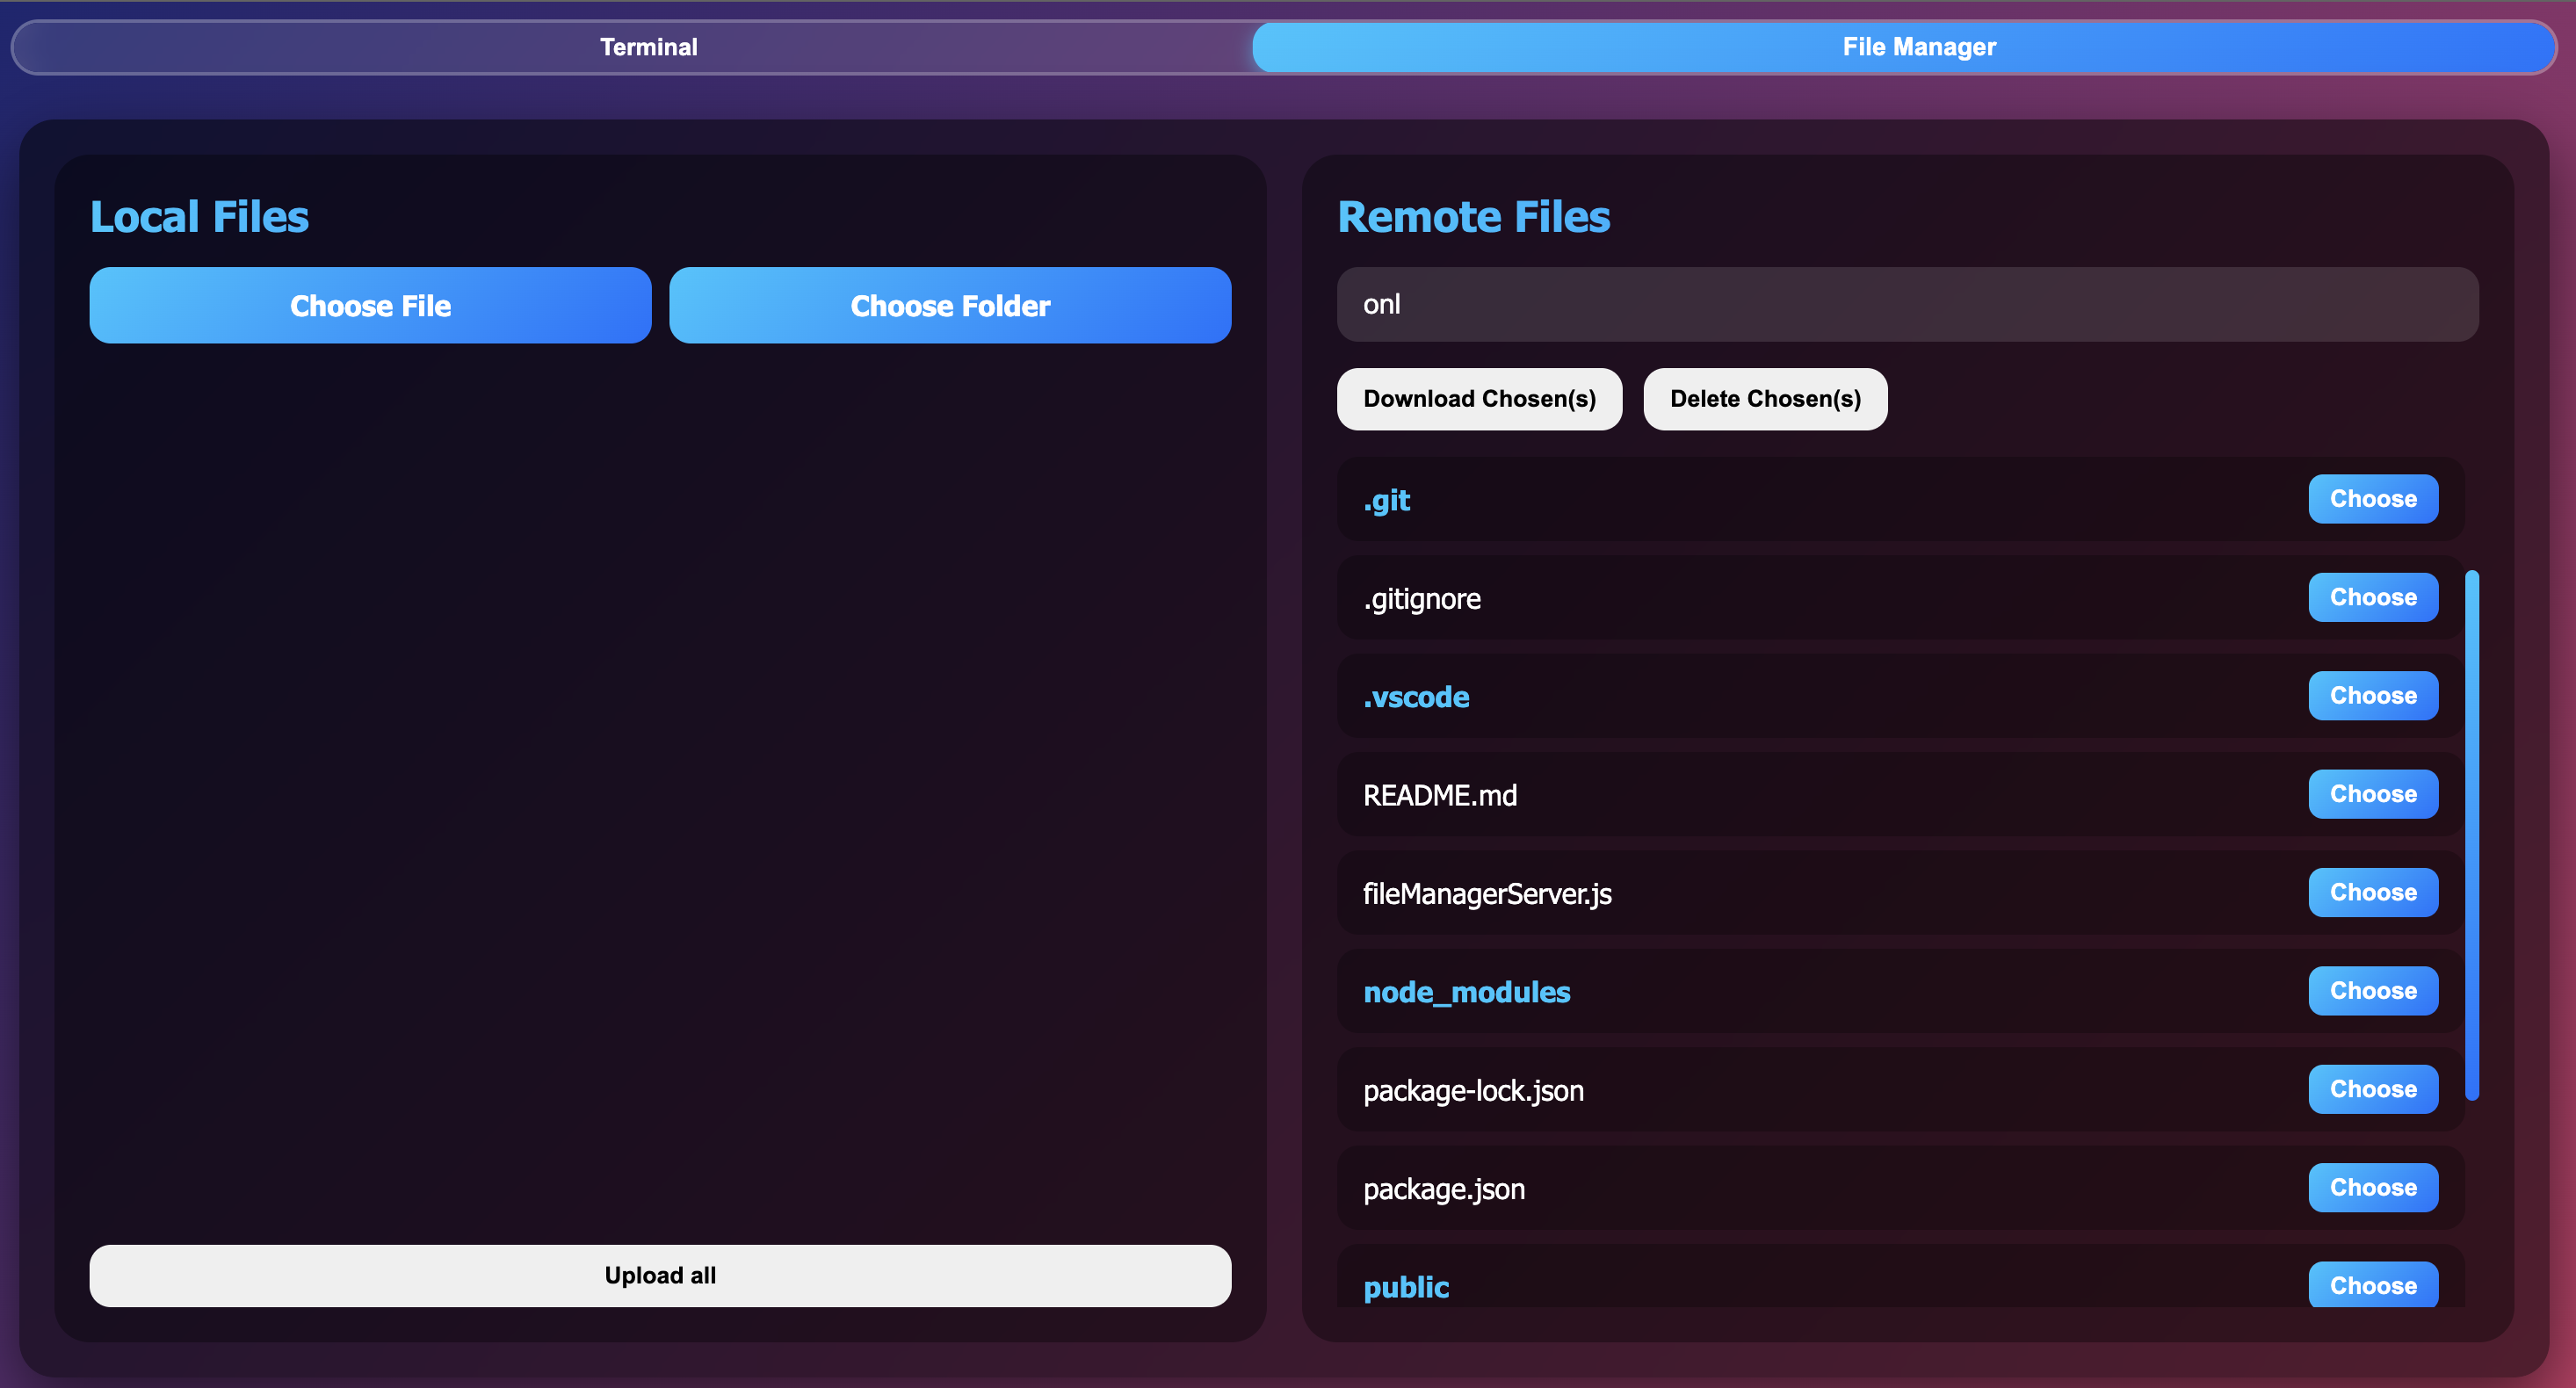 Terminal
File Manager
Local Files
Choose File
Choose Folder
Upload all
Remote Files
onl
Download Chosen(s)
Delete Chosen(s)
.git
Choose
.gitignore
Choose
.vscode
Choose
README.md
Choose
fileManagerServer.js
Choose
node_modules
Choose
package-lock.json
Choose
package.json
Choose
public
Choose